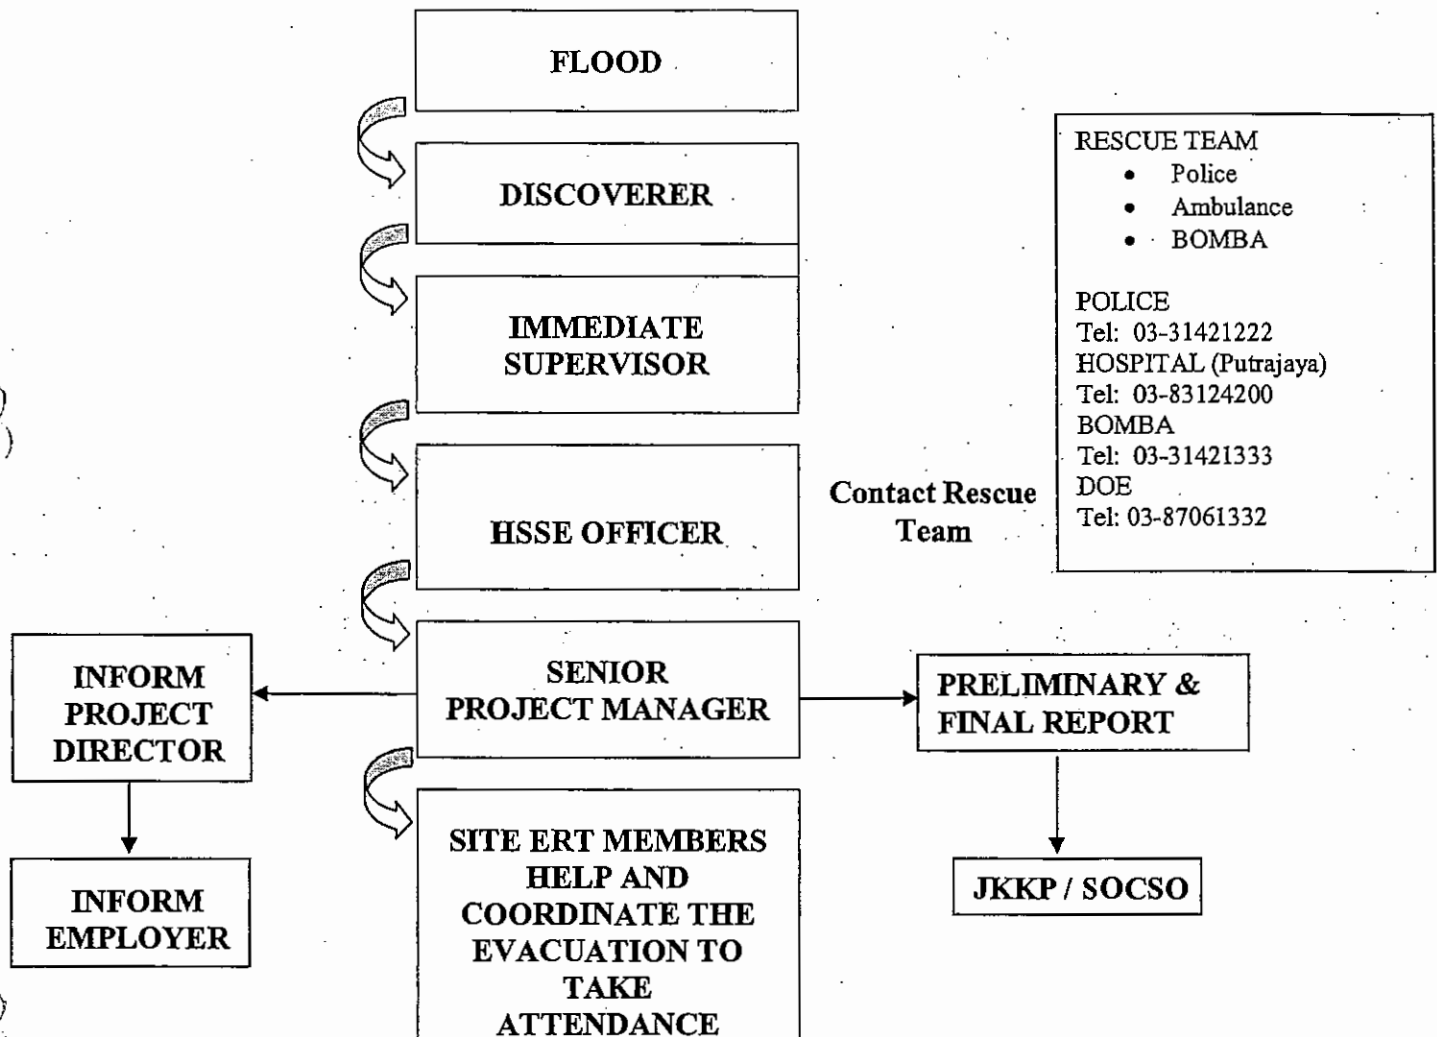 FLOOD
DISCOVERER
IMMEDIATE
SUPERVISOR
HSSE OFFICER
Contact Rescue
Team
RESCUE TEAM
• Police
• Ambulance
• BOMBA
POLICE
Tel: 03-31421222
HOSPITAL (Putrajaya)
Tel: 03-83124200
BOMBA
Tel: 03-31421333
DOE
Tel: 03-87061332
INFORM
PROJECT
DIRECTOR
SENIOR
PROJECT MANAGER
PRELIMINARY &
FINAL REPORT
INFORM
EMPLOYER
SITE ERT MEMBERS
HELP AND
COORDINATE THE
EVACUATION TO
TAKE
ATTENDANCE
JKKP / SOCSO